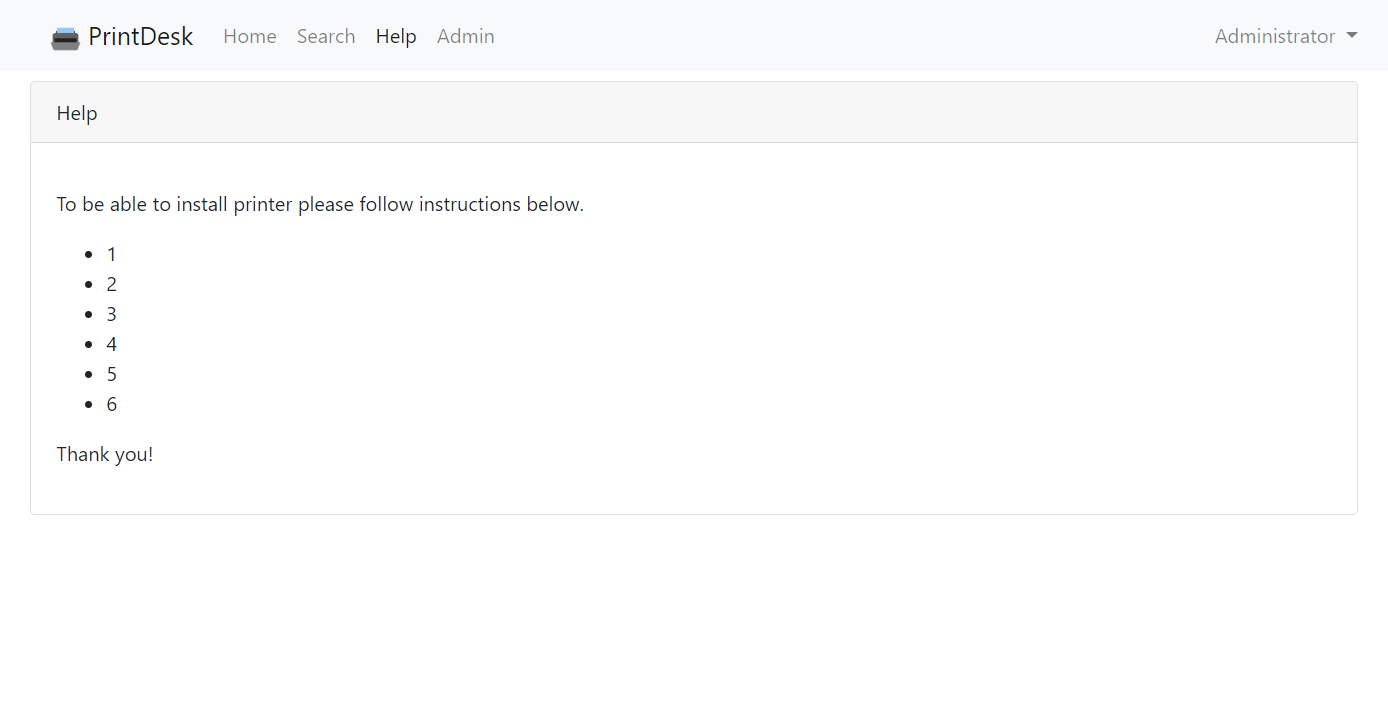 PrintDesk Home Search Help Admin Administrator
Help
To be able to install printer please follow instructions below.
• 1
• 2
• 3
• 4
• 5
• 6
Thank you!